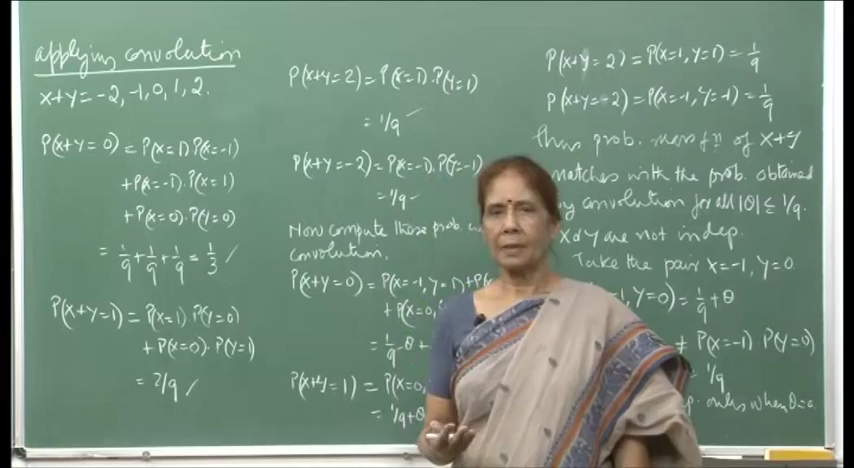 applying convolution
X+Y = -2, -1, 0, 1, 2.
P(X+Y=0) = P(X=1) P(X=-1)
+P(X=-1). P(X=1)
+P(X=0). P(Y=0)
= 1/9 + 1/9 + 1/9 = 1/3 ✓
P(X+Y=1) = P(X=1). P(Y=0)
+ P(X=0). P(Y=1)
= 2/9 ✓
P(X+Y=2) = P(X=1). P(Y=1)
= 1/9 ✓
P(X+Y=-2) = P(X=-1). P(Y=-1)
= 1/9 ✓
Now compute these prob.
convolution.
P(X+Y=0) = P(X=-1, Y=1) + P(
+ P(X=0,
= 1/9 - θ +
P(X+Y=1) = P(X=0,
= 1/9+θ
P(X+Y=2) = P(X=1, Y=1) = 1/9
P(X+Y=-2) = P(X=-1, Y=-1) = 1/9
Thus prob. mass fn of X+Y
matches with the prob. obtained
by convolution for all |θ| ≤ 1/9.
X & Y are not indep.
Take the pair X=-1, Y=0
1, Y=0) = 1/9 + θ
≠ P(X=-1) P(Y=0)
= 1/9
only when θ=0.